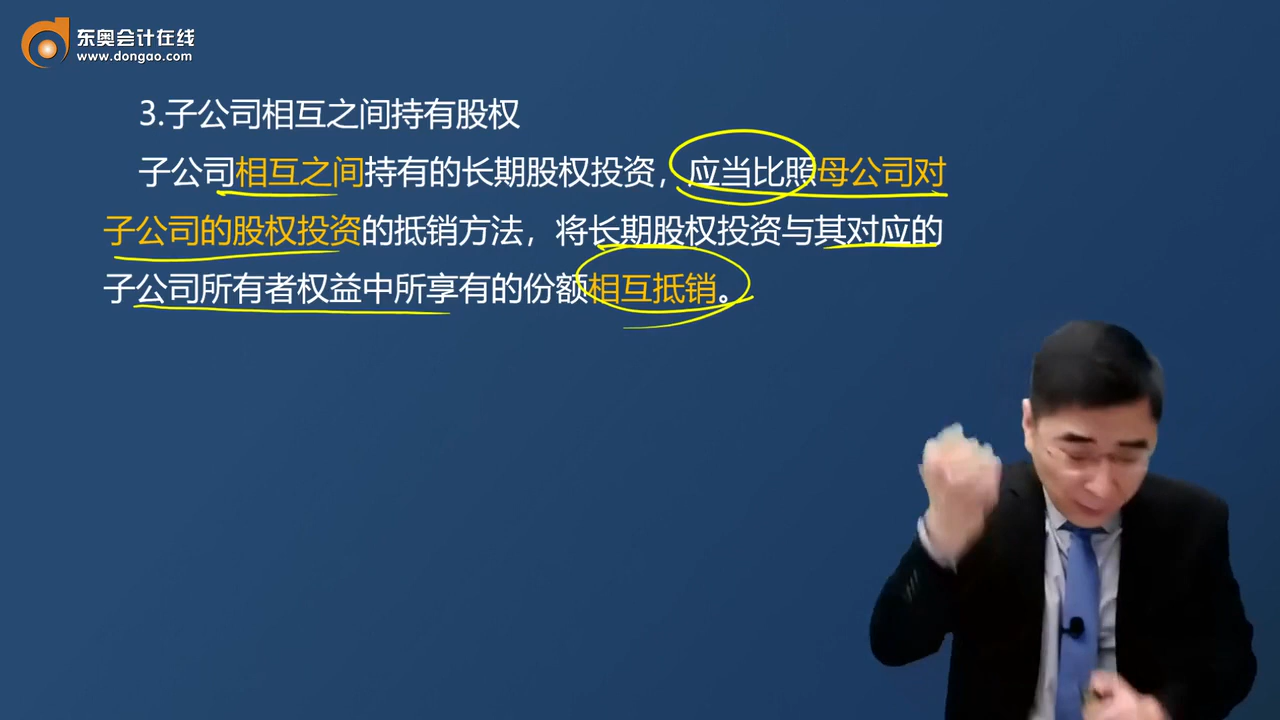 东奥会计在线
www.dongao.com
3.子公司相互之间持有股权
子公司相互之间持有的长期股权投资，应当比照母公司对
子公司的股权投资的抵销方法，将长期股权投资与其对应的
子公司所有者权益中所享有的份额相互抵销。